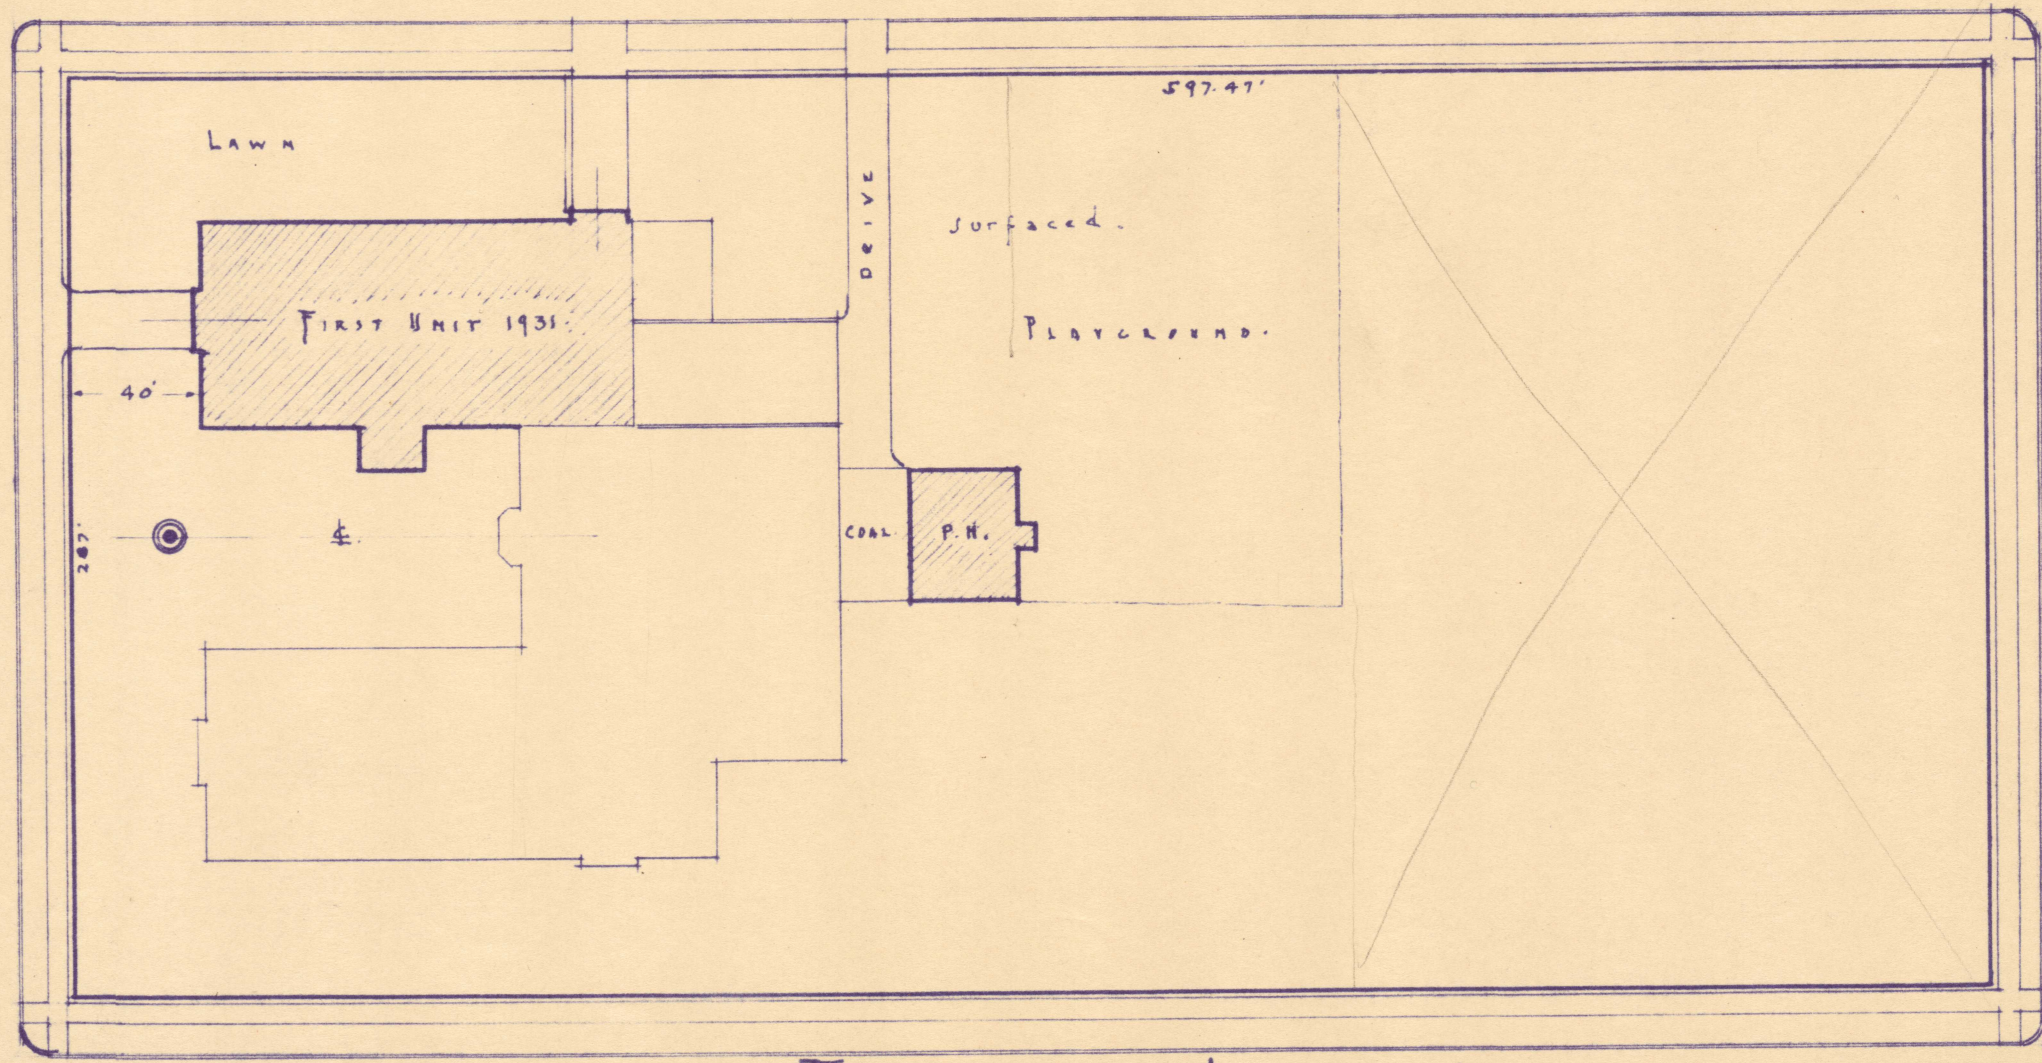 597.47'
LAWN
DRIVE
Surfaced.
FIRST UNIT 1931.
PLAYGROUND.
40'
287'
℄.
COAL
P.H.